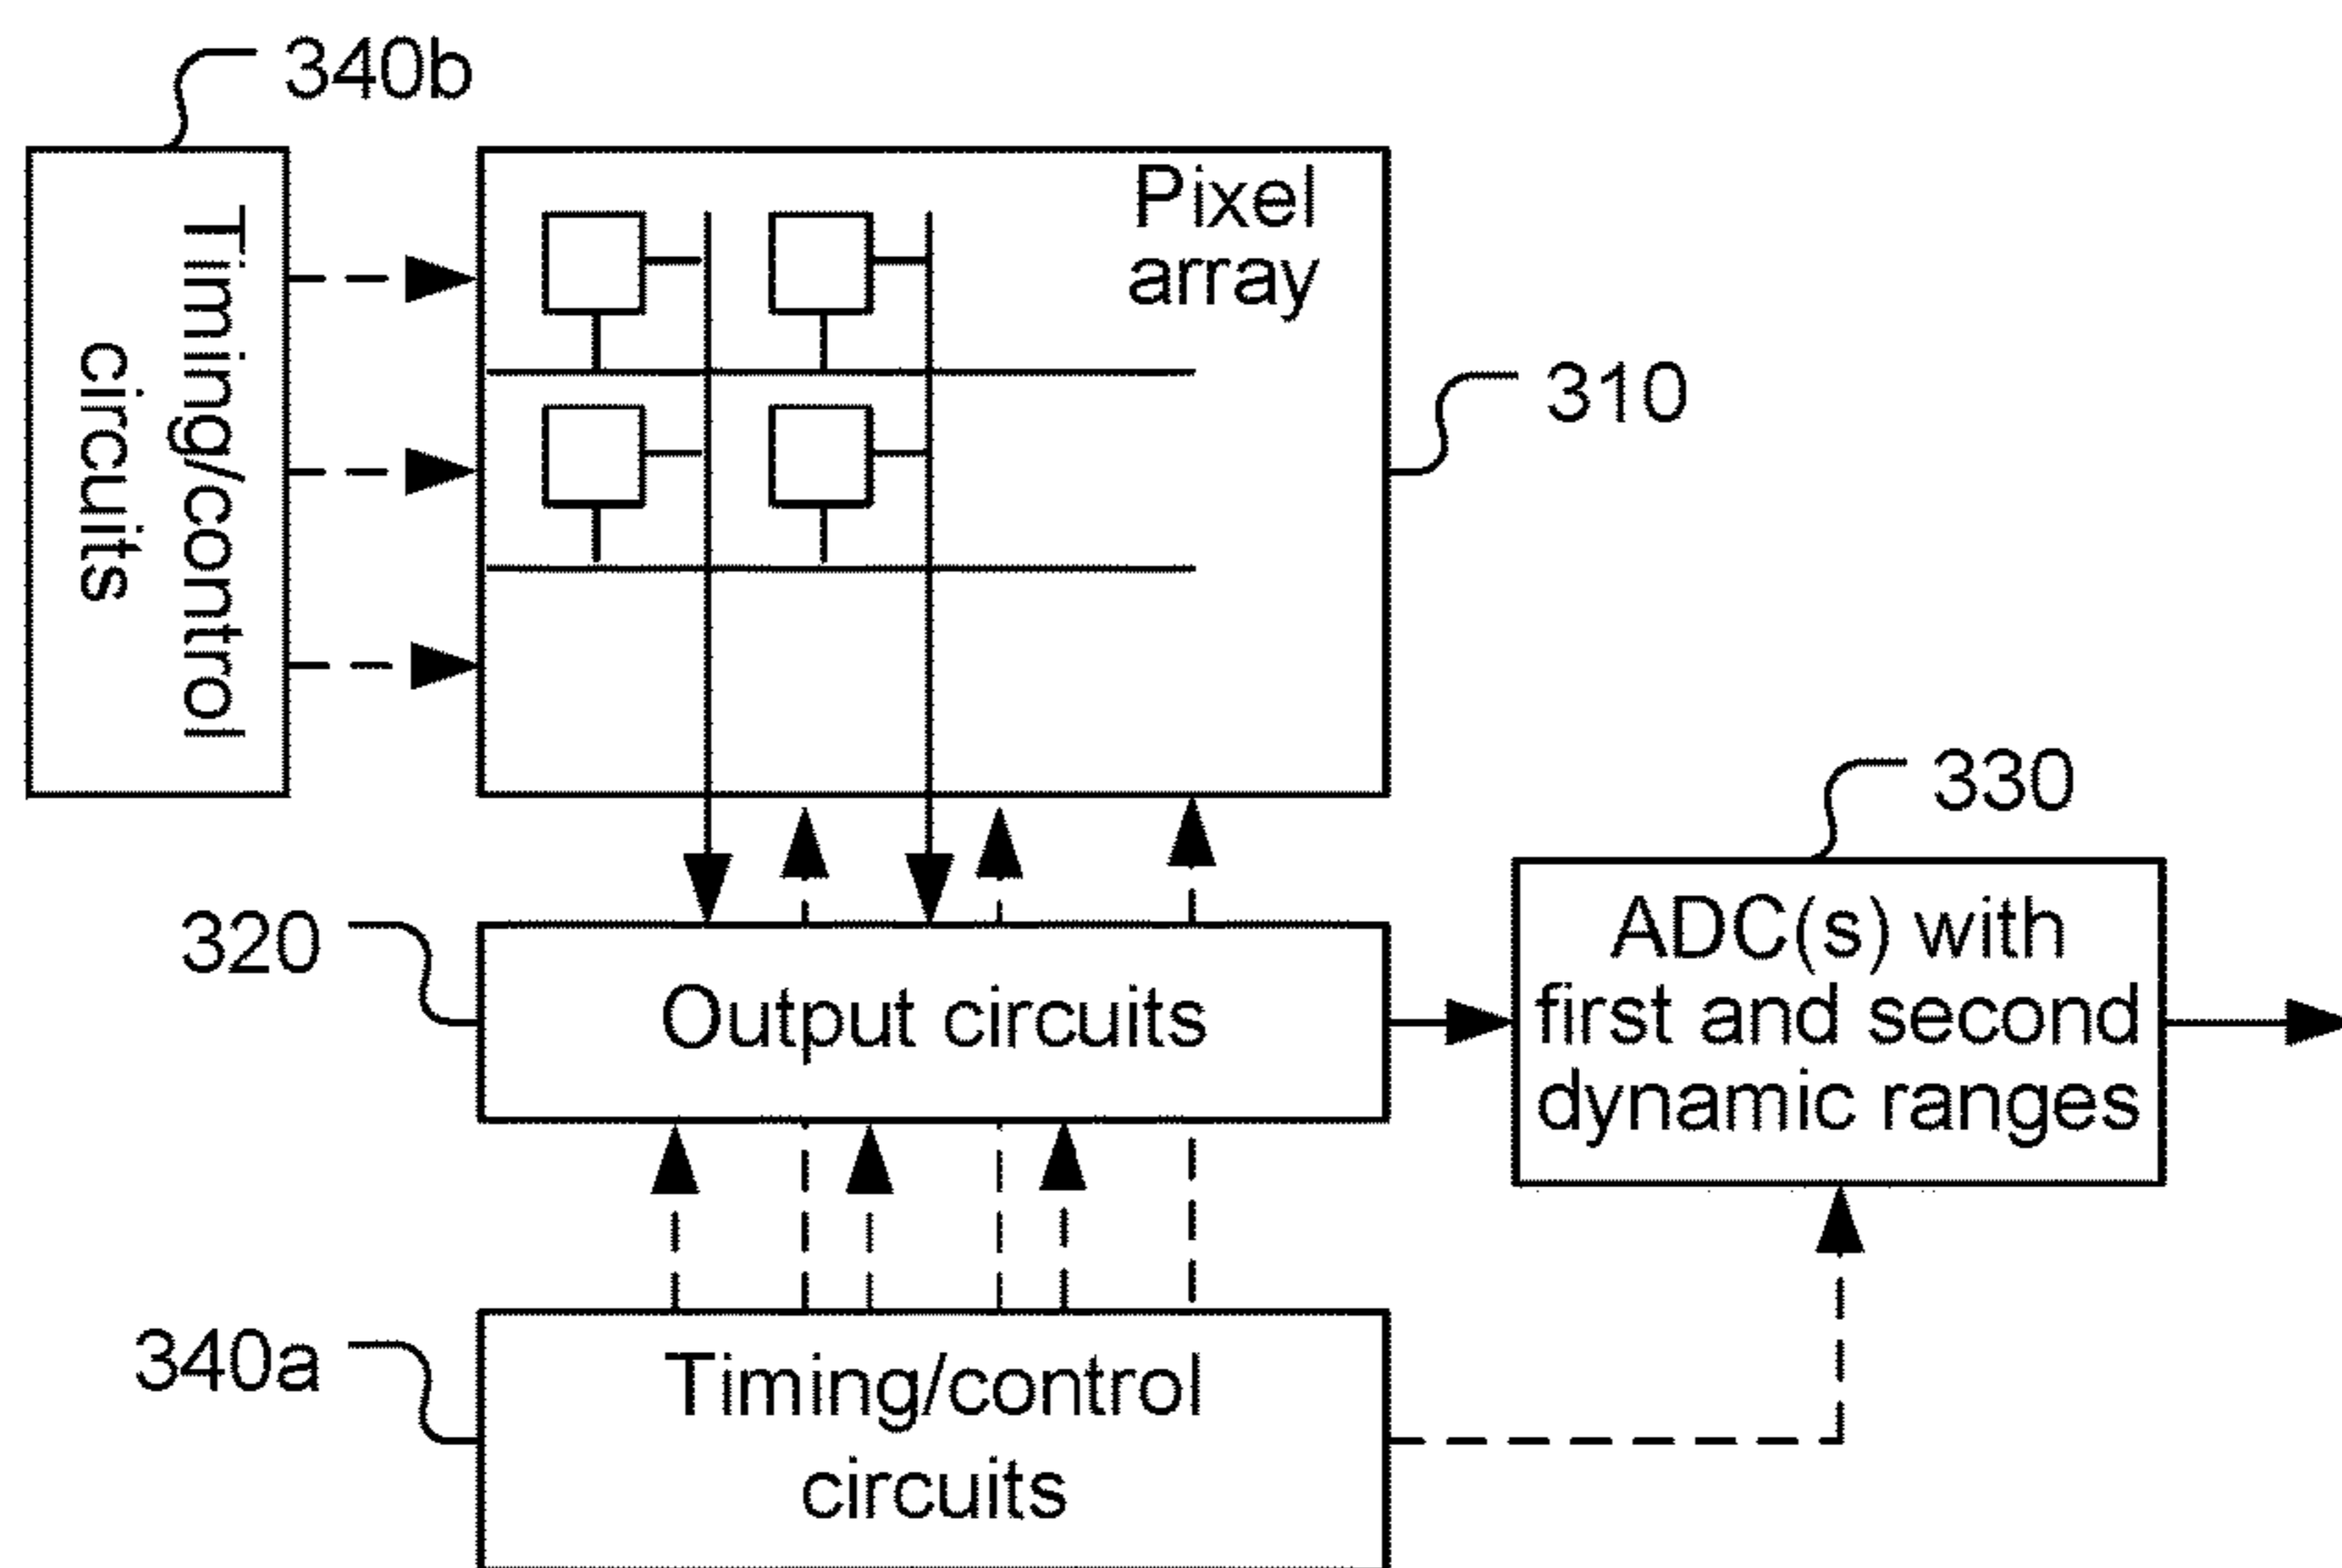 340b
Timing/control
circuits
Pixel
array
310
330
320
Output circuits
ADC(s) with
first and second
dynamic ranges
340a
Timing/control
circuits